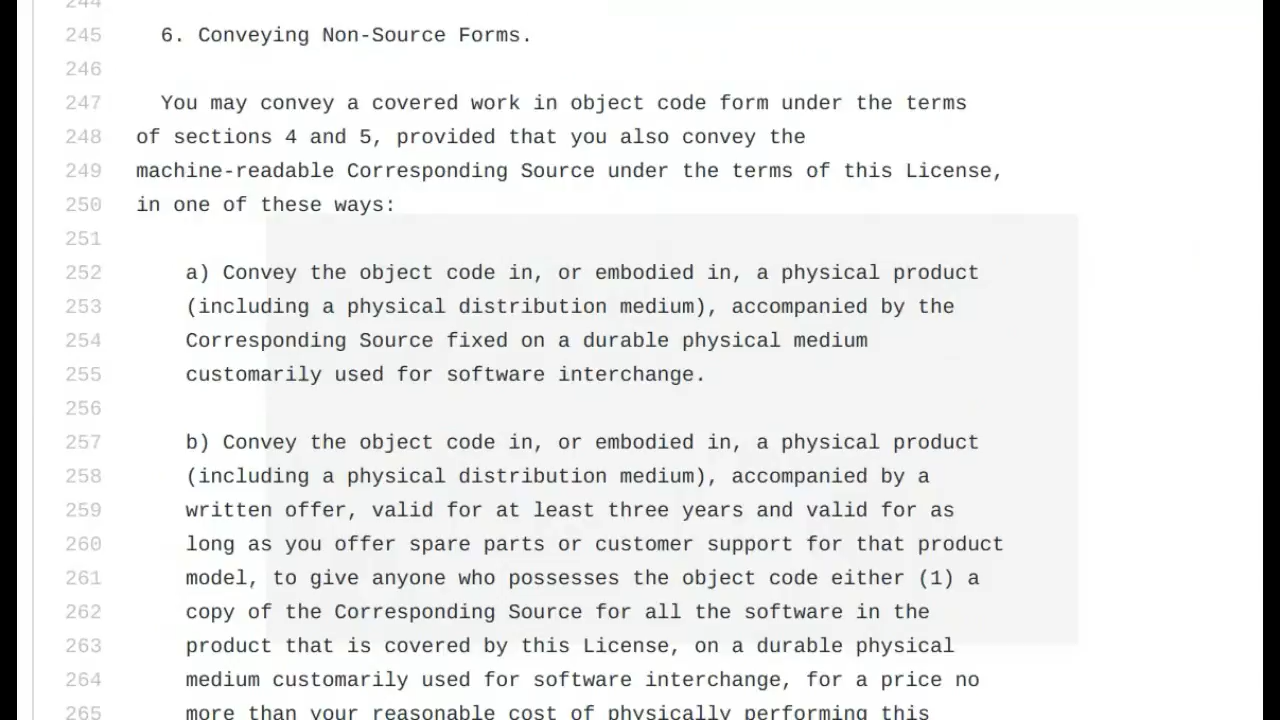 244
245 6. Conveying Non-Source Forms.
246
247 You may convey a covered work in object code form under the terms
248 of sections 4 and 5, provided that you also convey the
249 machine-readable Corresponding Source under the terms of this License,
250 in one of these ways:
251
252 a) Convey the object code in, or embodied in, a physical product
253 (including a physical distribution medium), accompanied by the
254 Corresponding Source fixed on a durable physical medium
255 customarily used for software interchange.
256
257 b) Convey the object code in, or embodied in, a physical product
258 (including a physical distribution medium), accompanied by a
259 written offer, valid for at least three years and valid for as
260 long as you offer spare parts or customer support for that product
261 model, to give anyone who possesses the object code either (1) a
262 copy of the Corresponding Source for all the software in the
263 product that is covered by this License, on a durable physical
264 medium customarily used for software interchange, for a price no
265 more than your reasonable cost of physically performing this